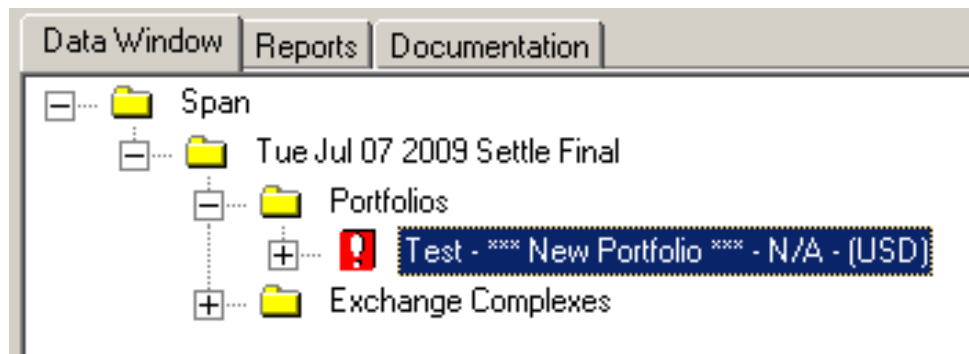 Data Window Reports Documentation
Span
Tue Jul 07 2009 Settle Final
Portfolios
Test - *** New Portfolio *** - N/A - (USD)
Exchange Complexes